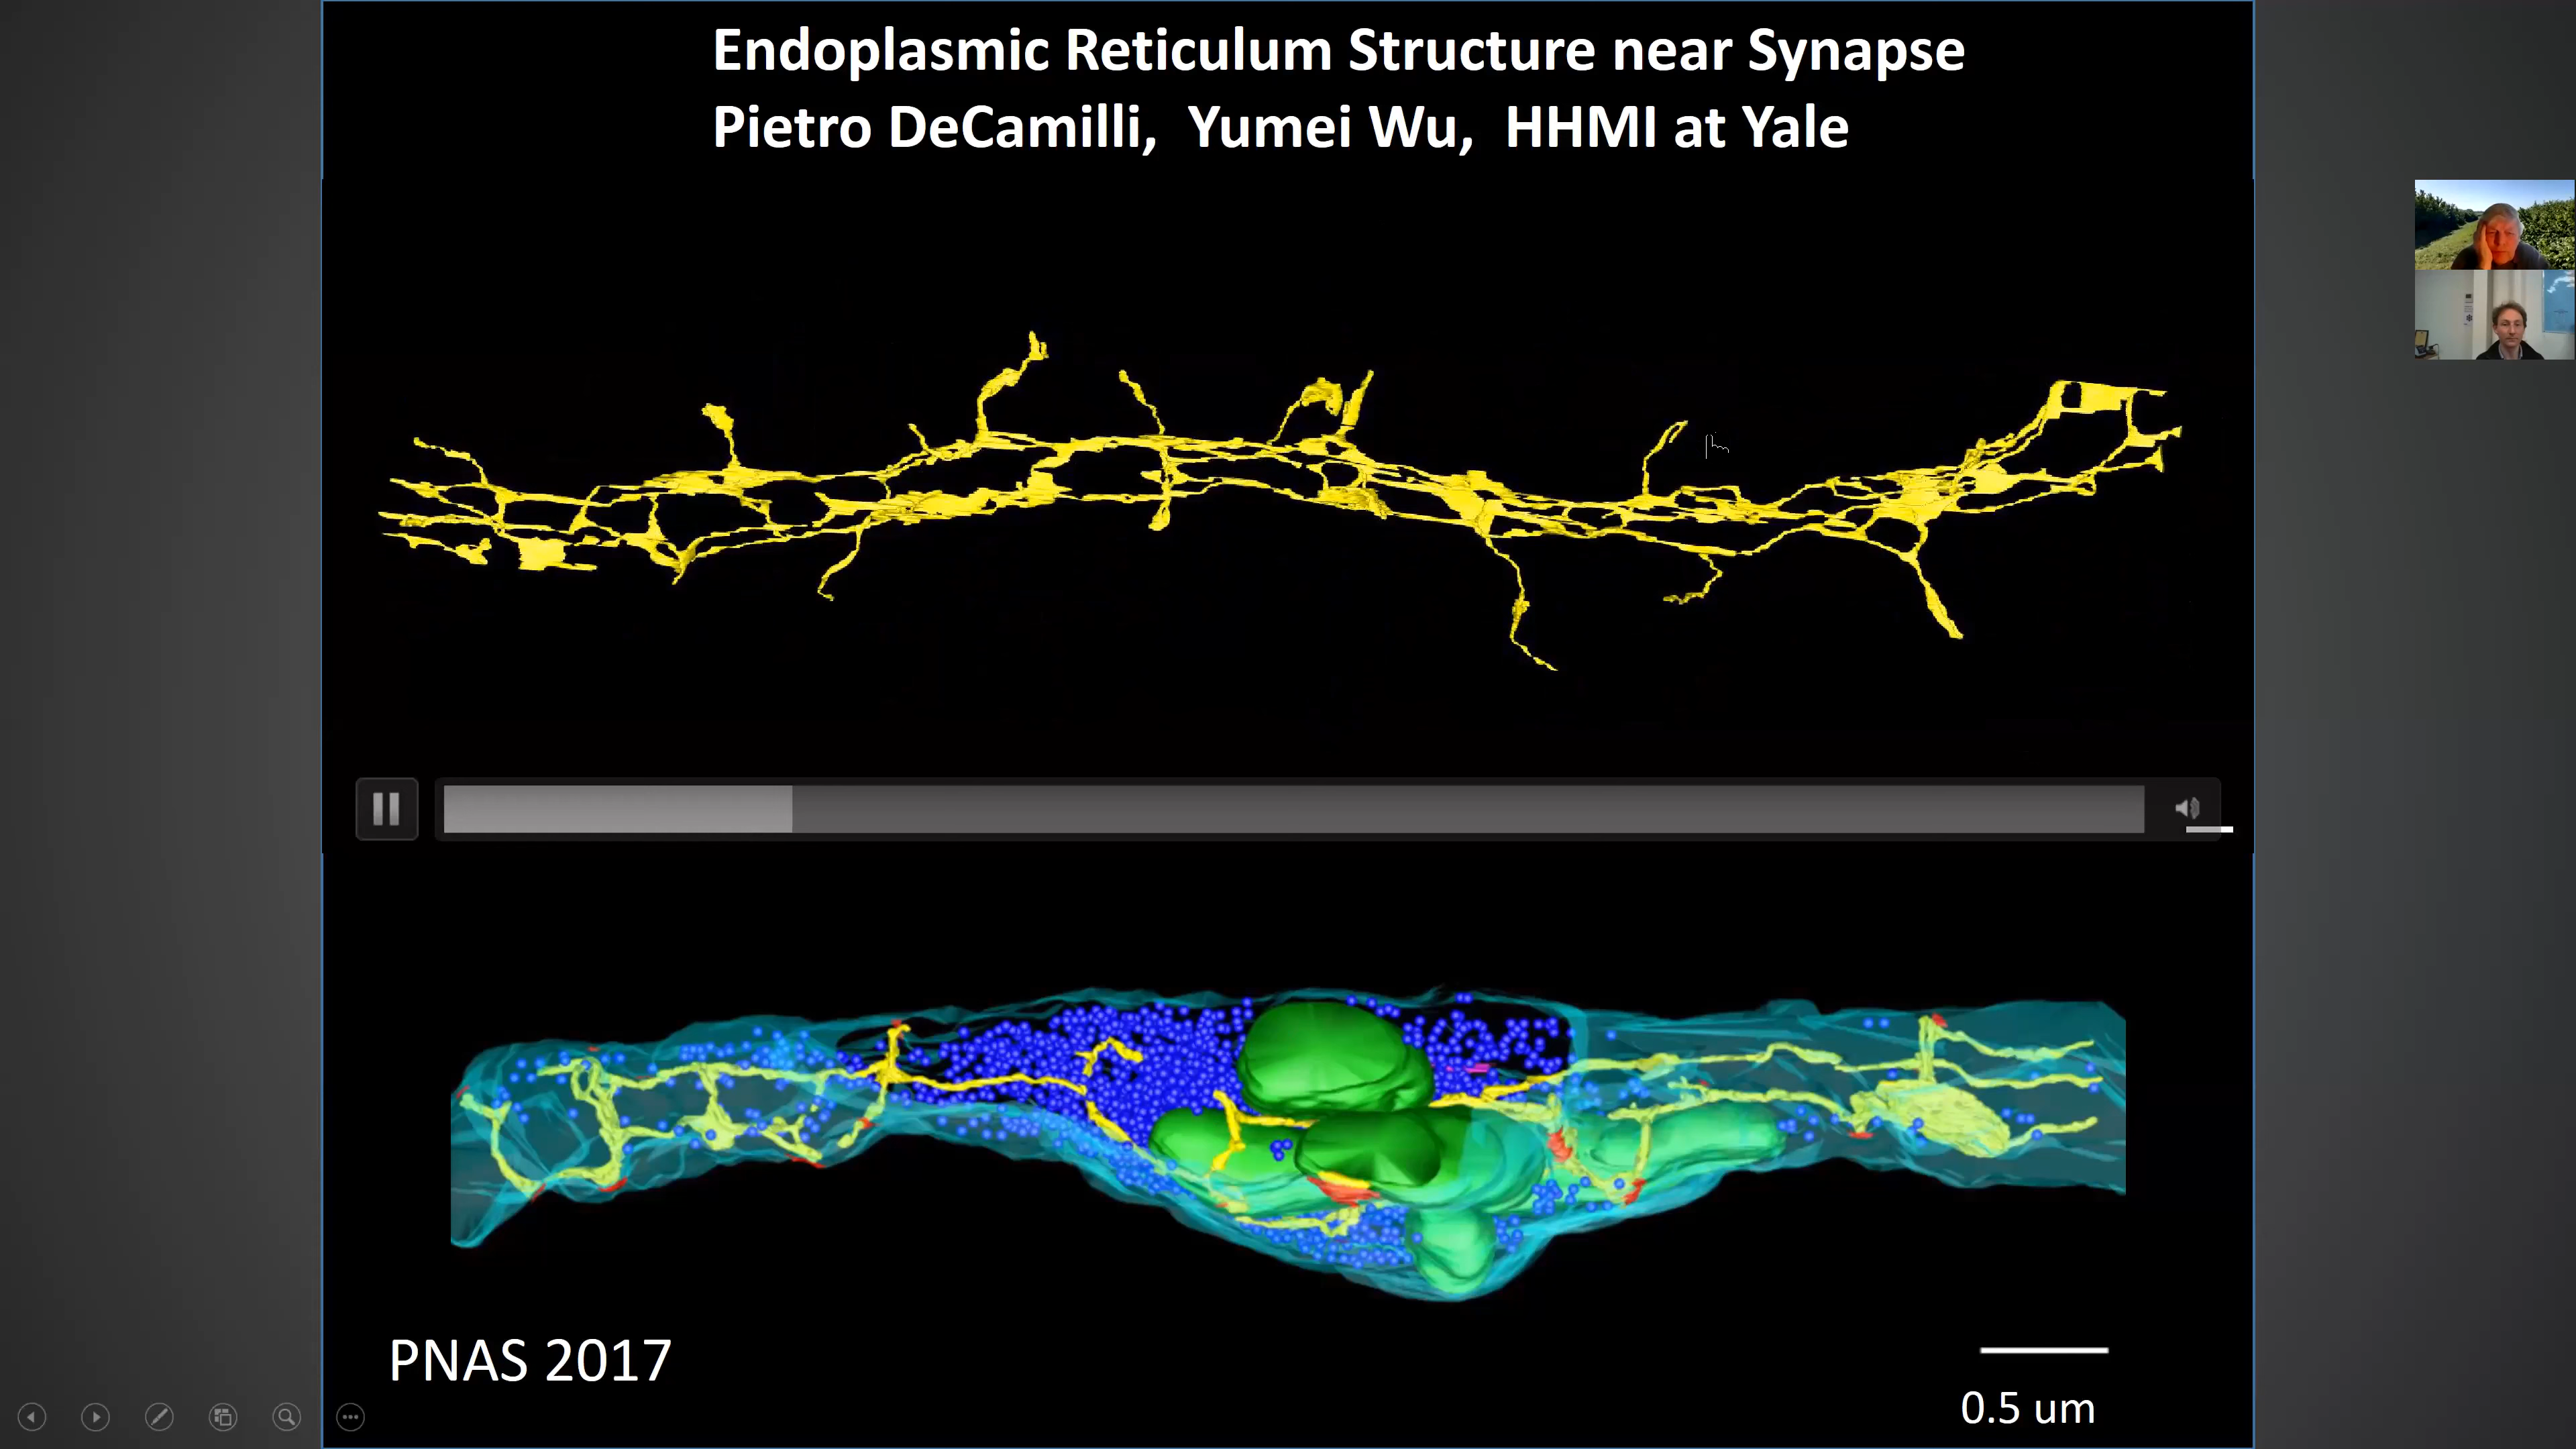 Endoplasmic Reticulum Structure near Synapse
Pietro DeCamilli, Yumei Wu, HHMI at Yale
PNAS 2017
0.5 um